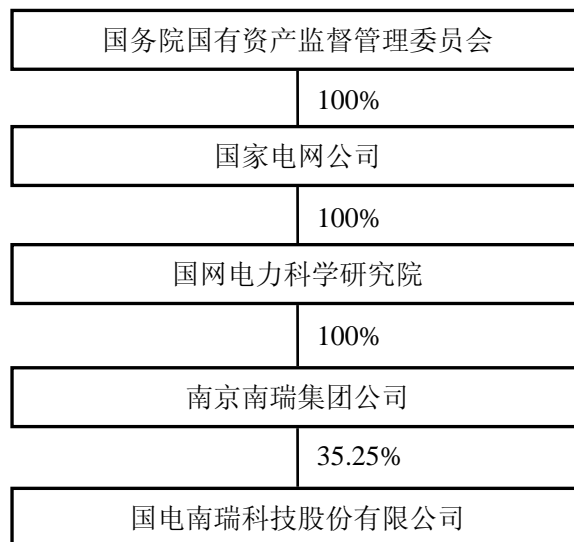 国务院国有资产监督管理委员会
100%
国家电网公司
100%
国网电力科学研究院
100%
南京南瑞集团公司
35.25%
国电南瑞科技股份有限公司